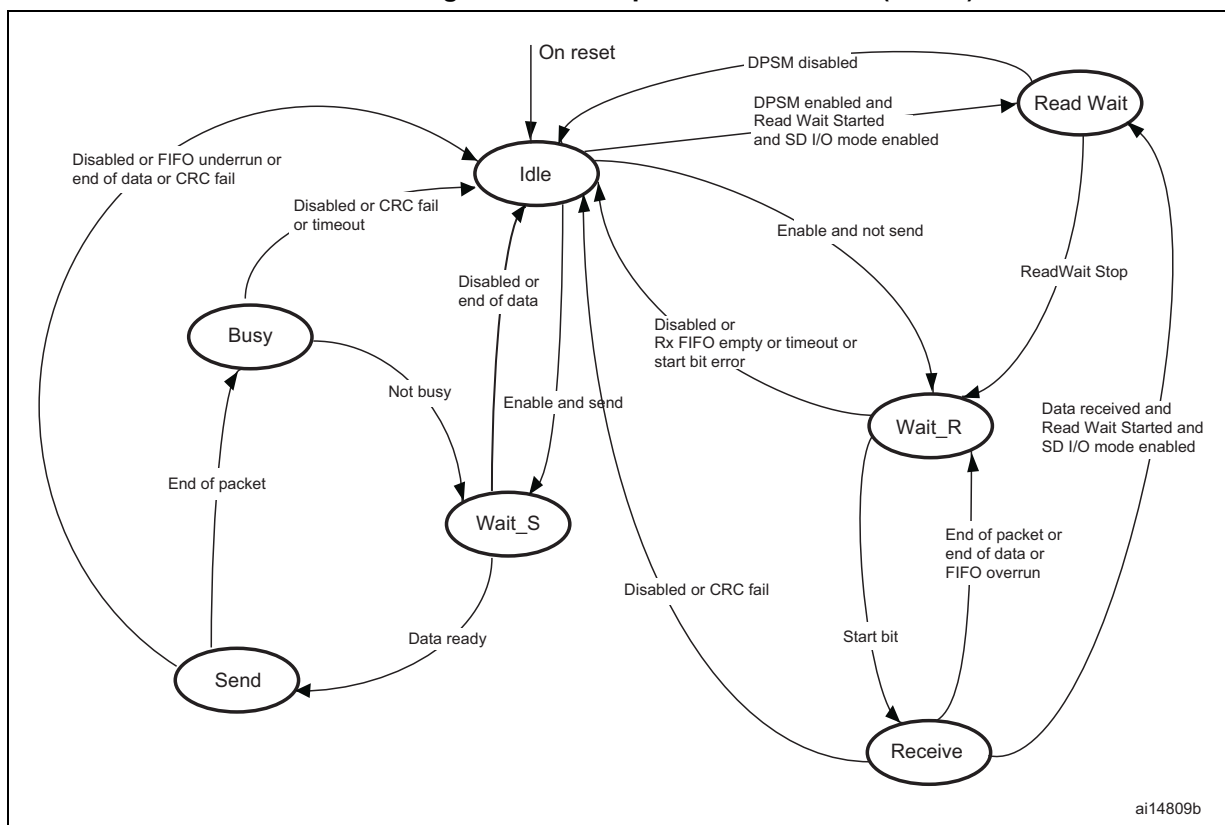 On reset
DPSM disabled
Read Wait
DPSM enabled and
Read Wait Started
and SD I/O mode enabled
Disabled or FIFO underrun or
end of data or CRC fail
Idle
Disabled or CRC fail
or timeout
Enable and not send
Disabled or
end of data
ReadWait Stop
Busy
Disabled or
Rx FIFO empty or timeout or
start bit error
Not busy
Enable and send
Wait_R
Data received and
Read Wait Started and
SD I/O mode enabled
End of packet
Wait_S
End of packet or
end of data or
FIFO overrun
Disabled or CRC fail
Data ready
Start bit
Send
Receive
ai14809b